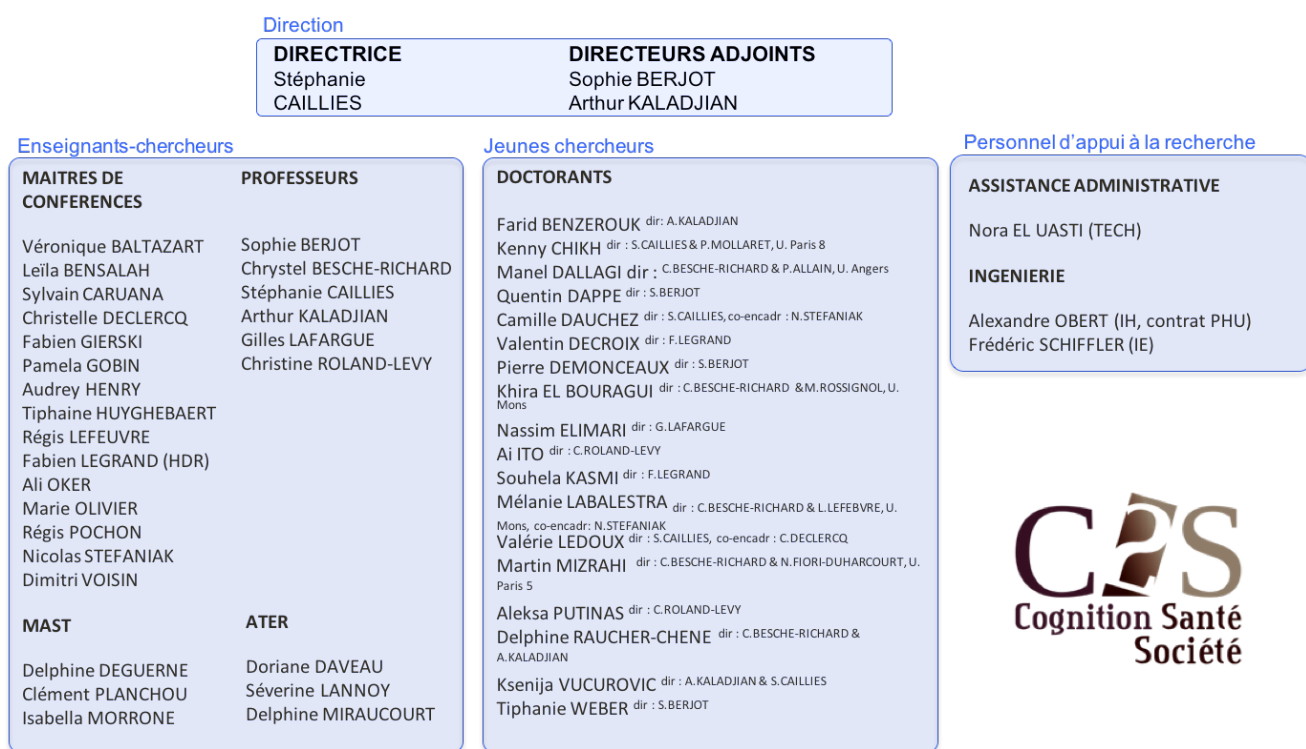 Direction
DIRECTRICE
Stéphanie
CAILLIES
DIRECTEURS ADJOINTS
Sophie BERJOT
Arthur KALADJIAN
Enseignants-chercheurs
MAITRES DE
CONFERENCES
Véronique BALTAZART
Leïla BENSALAH
Sylvain CARUANA
Christelle DECLERCQ
Fabien GIERSKI
Pamela GOBIN
Audrey HENRY
Tiphaine HUYGHEBAERT
Régis LEFEUVRE
Fabien LEGRAND (HDR)
Ali OKER
Marie OLIVIER
Régis POCHON
Nicolas STEFANIAK
Dimitri VOISIN
PROFESSEURS
Sophie BERJOT
Chrystel BESCHE-RICHARD
Stéphanie CAILLIES
Arthur KALADJIAN
Gilles LAFARGUE
Christine ROLAND-LEVY
MAST
Delphine DEGUERNE
Clément PLANCHOU
Isabella MORRONE
ATER
Doriane DAVEAU
Séverine LANNOY
Delphine MIRAUCOURT
Jeunes chercheurs
DOCTORANTS
Farid BENZEROUK dir: A.KALADJIAN
Kenny CHIKH dir : S.CAILLIES & P.MOLLARET, U. Paris 8
Manel DALLAGI dir : C.BESCHE-RICHARD & P.ALLAIN, U. Angers
Quentin DAPPE dir : S.BERJOT
Camille DAUCHEZ dir : S.CAILLIES, co-encadr : N.STEFANIAK
Valentin DECROIX dir : F.LEGRAND
Pierre DEMONCEAUX dir : S.BERJOT
Khira EL BOURAGUI dir : C.BESCHE-RICHARD &M.ROSSIGNOL, U.
Mons
Nassim ELIMARI dir : G.LAFARGUE
Ai ITO dir : C.ROLAND-LEVY
Souhela KASMI dir : F.LEGRAND
Mélanie LABALESTRA dir : C.BESCHE-RICHARD & L.LEFEBVRE, U.
Mons, co-encadr: N.STEFANIAK
Valérie LEDOUX dir : S.CAILLIES, co-encadr : C.DECLERCQ
Martin MIZRAHI dir : C.BESCHE-RICHARD & N.FIORI-DUHARCOURT, U.
Paris 5
Aleksa PUTINAS dir : C.ROLAND-LEVY
Delphine RAUCHER-CHENE dir : C.BESCHE-RICHARD &
A.KALADJIAN
Ksenija VUCUROVIC dir : A.KALADJIAN & S.CAILLIES
Tiphanie WEBER dir : S.BERJOT
Personnel d'appui à la recherche
ASSISTANCE ADMINISTRATIVE
Nora EL UASTI (TECH)
INGENIERIE
Alexandre OBERT (IH, contrat PHU)
Frédéric SCHIFFLER (IE)
C2S
Cognition Santé
Société